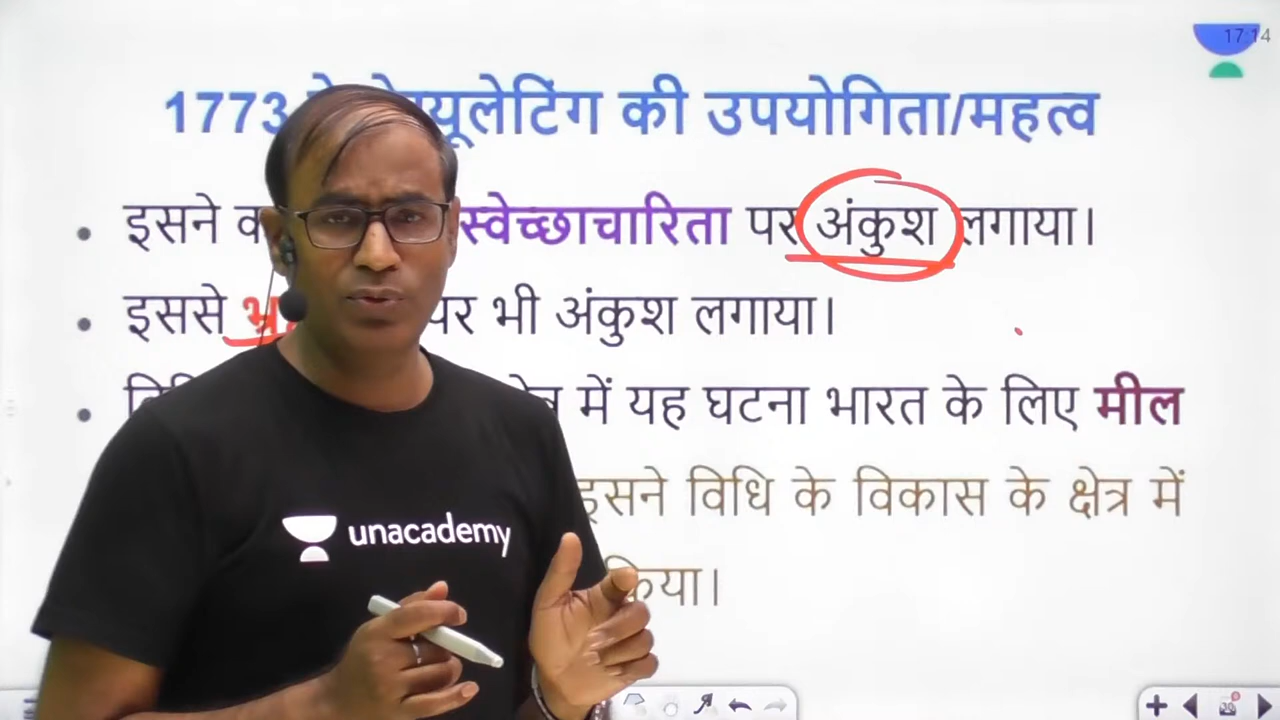 17:14
1773 रेग्यूलेटिंग की उपयोगिता/महत्व
इसने स्वेच्छाचारिता पर अंकुश लगाया।
इससे पर भी अंकुश लगाया।
में यह घटना भारत के लिए मील
इसने विधि के विकास के क्षेत्र में
किया।
unacademy